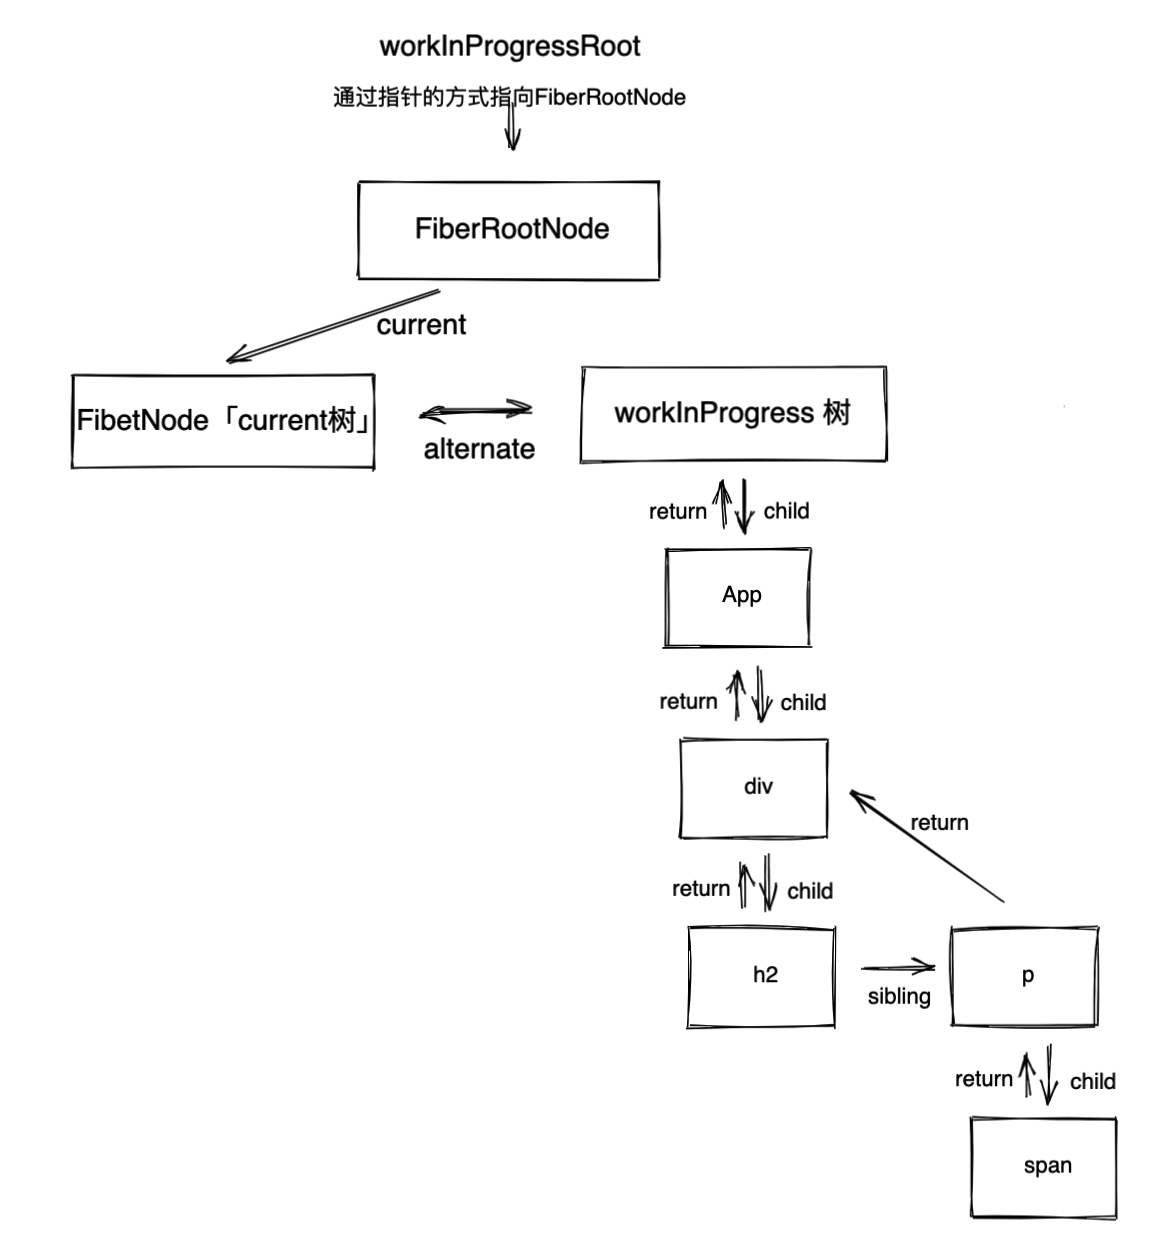 workInProgressRoot
通过指针的方式指向FiberRootNode
FiberRootNode
current
FibetNode「current树」
alternate
workInProgress 树
return
child
App
return
child
div
return
return
child
h2
sibling
p
return
child
span